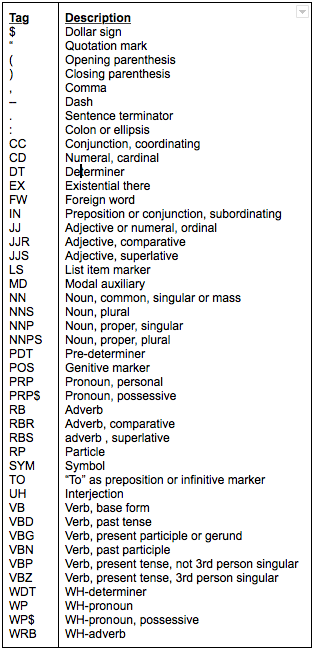 Tag Description
$ Dollar sign
“ Quotation mark
( Opening parenthesis
) Closing parenthesis
, Comma
– Dash
. Sentence terminator
: Colon or ellipsis
CC Conjunction, coordinating
CD Numeral, cardinal
DT Determiner
EX Existential there
FW Foreign word
IN Preposition or conjunction, subordinating
JJ Adjective or numeral, ordinal
JJR Adjective, comparative
JJS Adjective, superlative
LS List item marker
MD Modal auxiliary
NN Noun, common, singular or mass
NNS Noun, plural
NNP Noun, proper, singular
NNPS Noun, proper, plural
PDT Pre-determiner
POS Genitive marker
PRP Pronoun, personal
PRP$ Pronoun, possessive
RB Adverb
RBR Adverb, comparative
RBS adverb , superlative
RP Particle
SYM Symbol
TO “To” as preposition or infinitive marker
UH Interjection
VB Verb, base form
VBD Verb, past tense
VBG Verb, present participle or gerund
VBN Verb, past participle
VBP Verb, present tense, not 3rd person singular
VBZ Verb, present tense, 3rd person singular
WDT WH-determiner
WP WH-pronoun
WP$ WH-pronoun, possessive
WRB WH-adverb